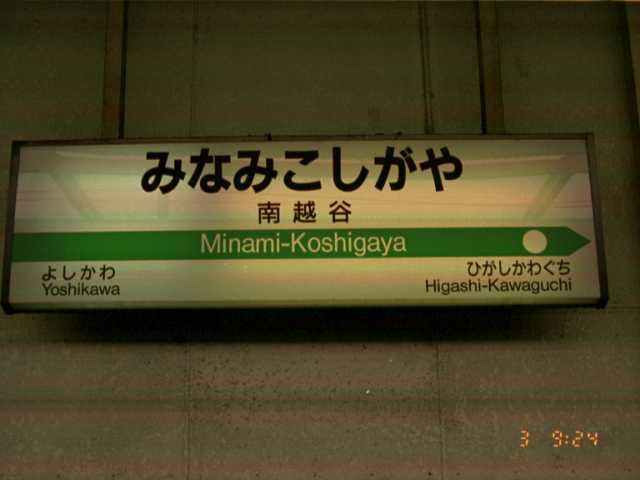 みなみこしがや
南越谷
Minami-Koshigaya
よしかわ
Yoshikawa
ひがしかわぐち
Higashi-Kawaguchi
3 9:24